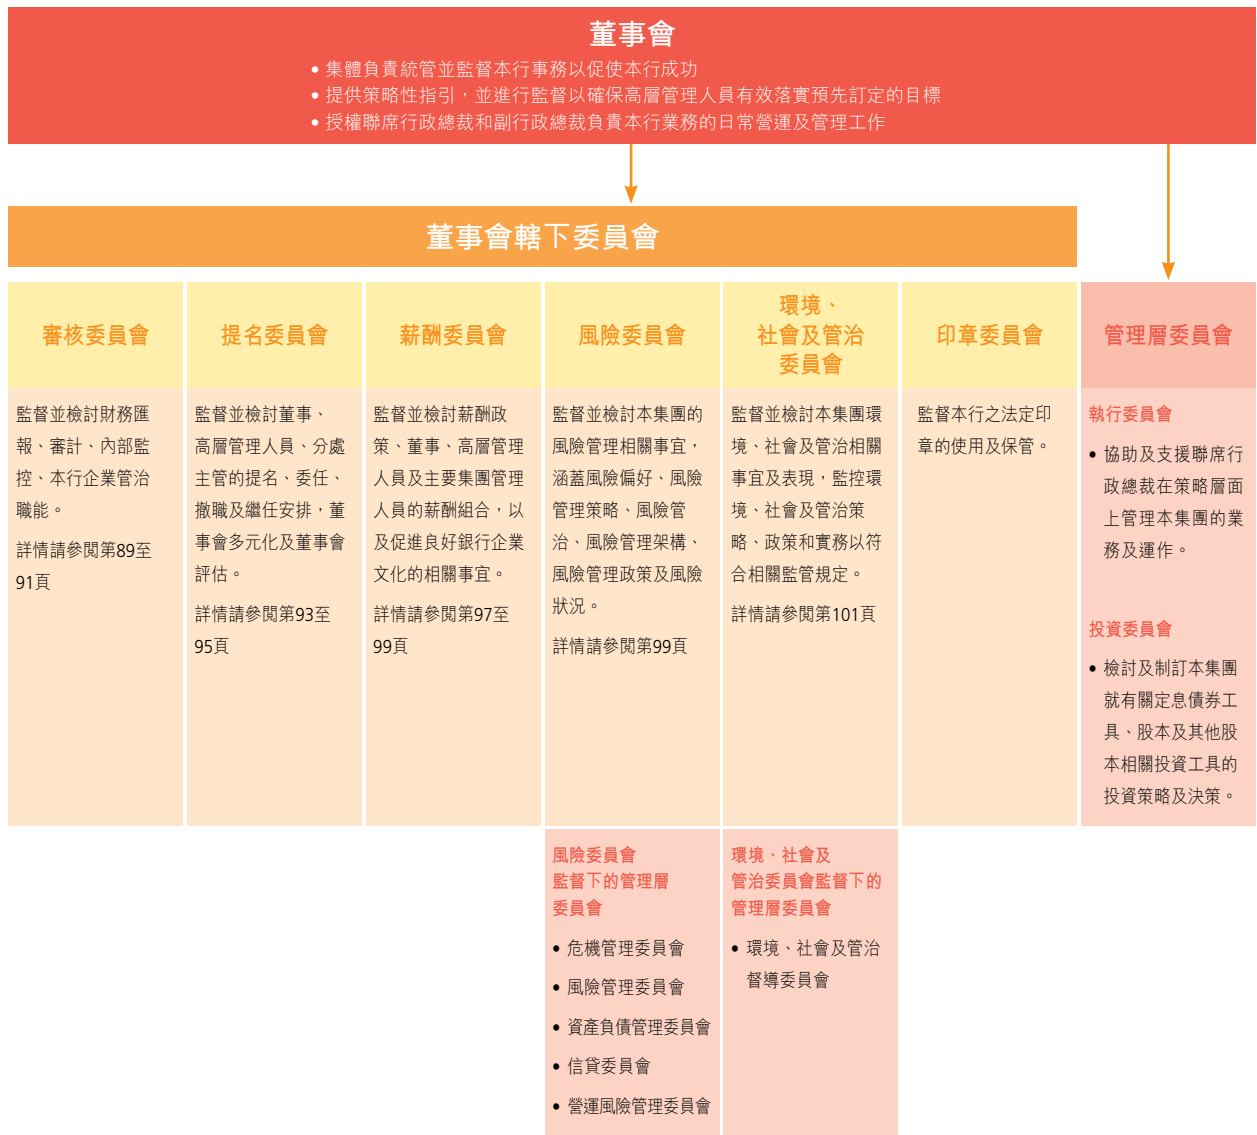 董事會
• 集體負責統管並監督本行事務以促使本行成功
• 提供策略性指引，並進行監督以確保高層管理人員有效落實預先訂定的目標
• 授權聯席行政總裁和副行政總裁負責本行業務的日常營運及管理工作
董事會轄下委員會
審核委員會
監督並檢討財務匯
報、審計、內部監
控、本行企業管治
職能。
詳情請參閱第89至
91頁
提名委員會
監督並檢討董事、
高層管理人員、分處
主管的提名、委任、
撤職及繼任安排，董
事會多元化及董事會
評估。
詳情請參閱第93至
95頁
薪酬委員會
監督並檢討薪酬政
策、董事、高層管理
人員及主要集團管理
人員的薪酬組合，以
及促進良好銀行企業
文化的相關事宜。
詳情請參閱第97至
99頁
風險委員會
監督並檢討本集團的
風險管理相關事宜，
涵蓋風險偏好、風險
管理策略、風險管
治、風險管理架構、
風險管理政策及風險
狀況。
詳情請參閱第99頁
風險委員會
監督下的管理層
委員會
• 危機管理委員會
• 風險管理委員會
• 資產負債管理委員會
• 信貸委員會
• 營運風險管理委員會
環境、
社會及管治
委員會
監督並檢討本集團環
境、社會及管治相關
事宜及表現，監控環
境、社會及管治策
略、政策和實務以符
合相關監管規定。
詳情請參閱第101頁
環境、社會及
管治委員會監督下的
管理層委員會
• 環境、社會及管治
督導委員會
印章委員會
監督本行之法定印
章的使用及保管。
管理層委員會
執行委員會
• 協助及支援聯席行
政總裁在策略層面
上管理本集團的業
務及運作。
投資委員會
• 檢討及制訂本集團
就有關定息債券工
具、股本及其他股
本相關投資工具的
投資策略及決策。